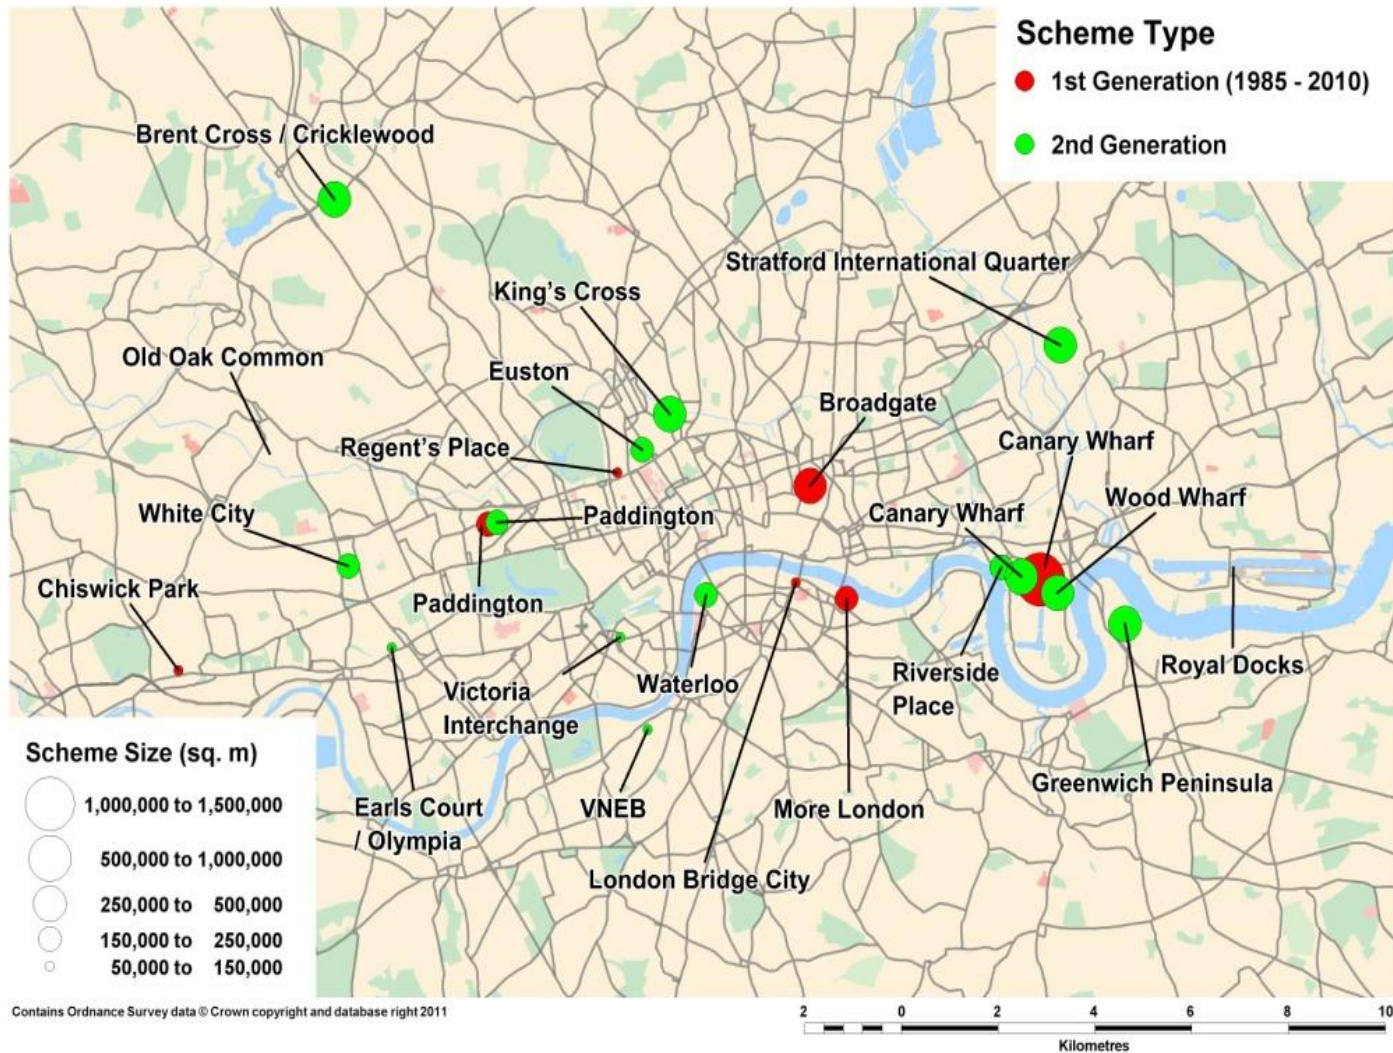 Scheme Type
1st Generation (1985 - 2010)
2nd Generation
Brent Cross / Cricklewood
Stratford International Quarter
King's Cross
Old Oak Common
Euston
Broadgate
Regent's Place
Canary Wharf
Wood Wharf
White City
Paddington
Canary Wharf
Chiswick Park
Paddington
Riverside
Place
Royal Docks
Victoria
Interchange
Waterloo
Greenwich Peninsula
Earls Court
/ Olympia
VNEB
More London
London Bridge City
Scheme Size (sq. m)
1,000,000 to 1,500,000
500,000 to 1,000,000
250,000 to 500,000
150,000 to 250,000
50,000 to 150,000
Contains Ordnance Survey data © Crown copyright and database right 2011
2 0 2 4 6 8 10
Kilometres